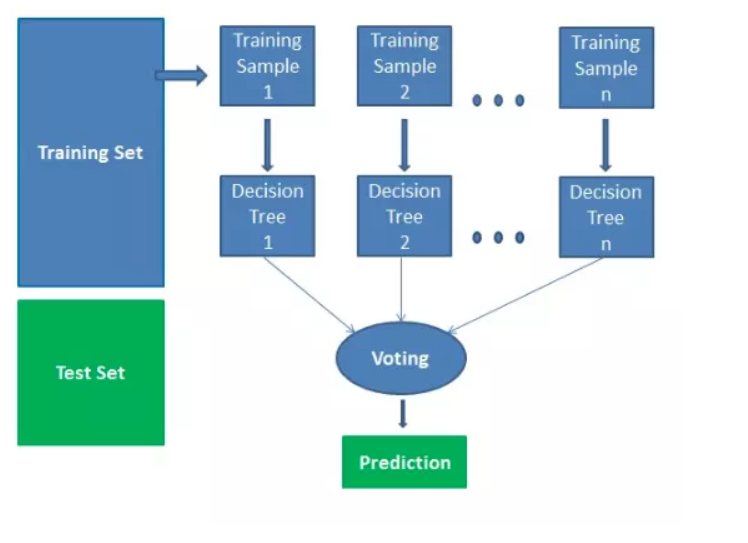 Training
Sample
1
Training
Sample
2
Training
Sample
n
Training Set
Decision
Tree
1
Decision
Tree
2
Decision
Tree
n
Test Set
Voting
Prediction